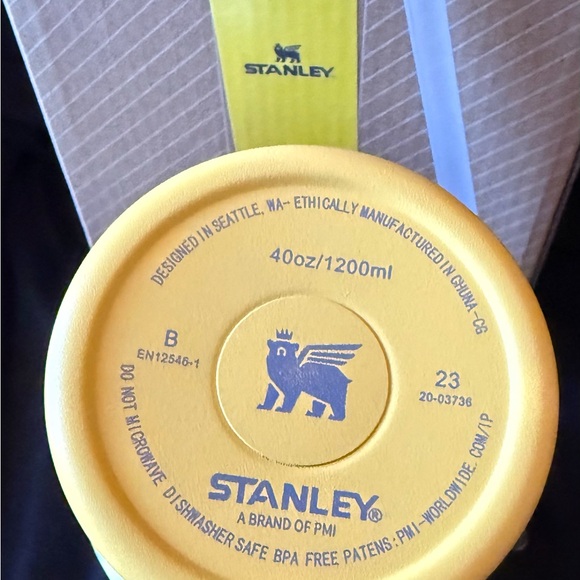 STANLEY
DESIGNED IN SEATTLE, WA- ETHICALLY MANUFACTURED IN CHUNA-CG
40oz/1200ml
B
EN12546-1
23
20-03736
STANLEY®
A BRAND OF PMI
DO NOT MICROWAVE DISHWASHER SAFE BPA FREE PATENS: PMI-WORLDWIDE.COM/IP